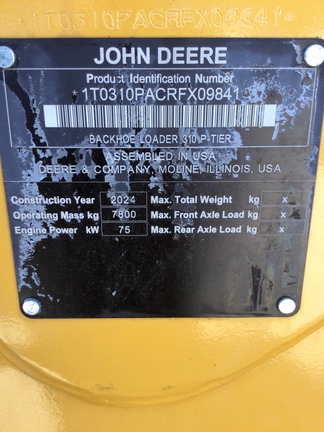 *1T0310PACRFX09841*
JOHN DEERE
Product Identification Number
*1T0310PACRFX09841*
BACKHOE LOADER 310 P-TIER
ASSEMBLED IN USA
DEERE & COMPANY, MOLINE, ILLINOIS, USA
Construction Year 2024 Max. Total Weight kg x
Operating Mass kg 7800 Max. Front Axle Load kg x
Engine Power kW 75 Max. Rear Axle Load kg x